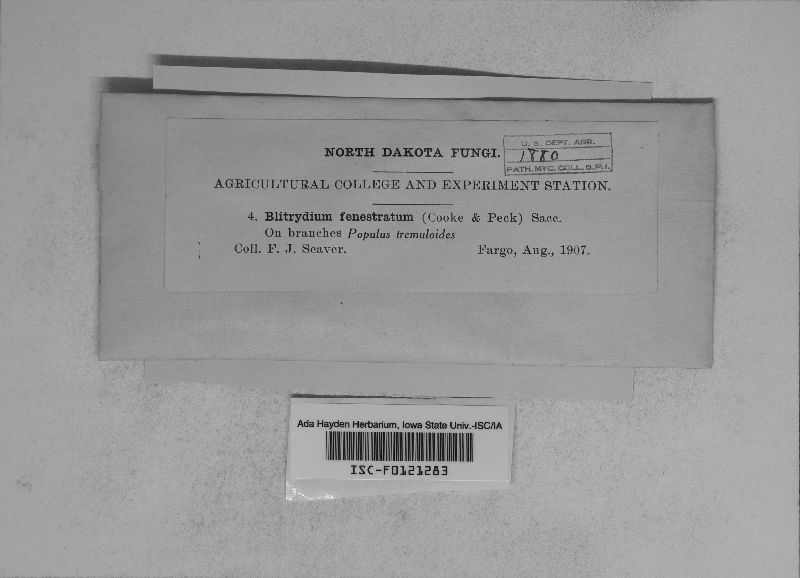 NORTH DAKOTA FUNGI.
U. S. DEPT. AGR.
1880
PATH. MYC. COLL. B. P. I.
AGRICULTURAL COLLEGE AND EXPERIMENT STATION.
4. Blitrydium fenestratum (Cooke & Peck) Sacc.
On branches Populus tremuloides
Coll. F. J. Seaver. Fargo, Aug., 1907.
Ada Hayden Herbarium, Iowa State Univ.-ISC/IA
ISC-F0121283